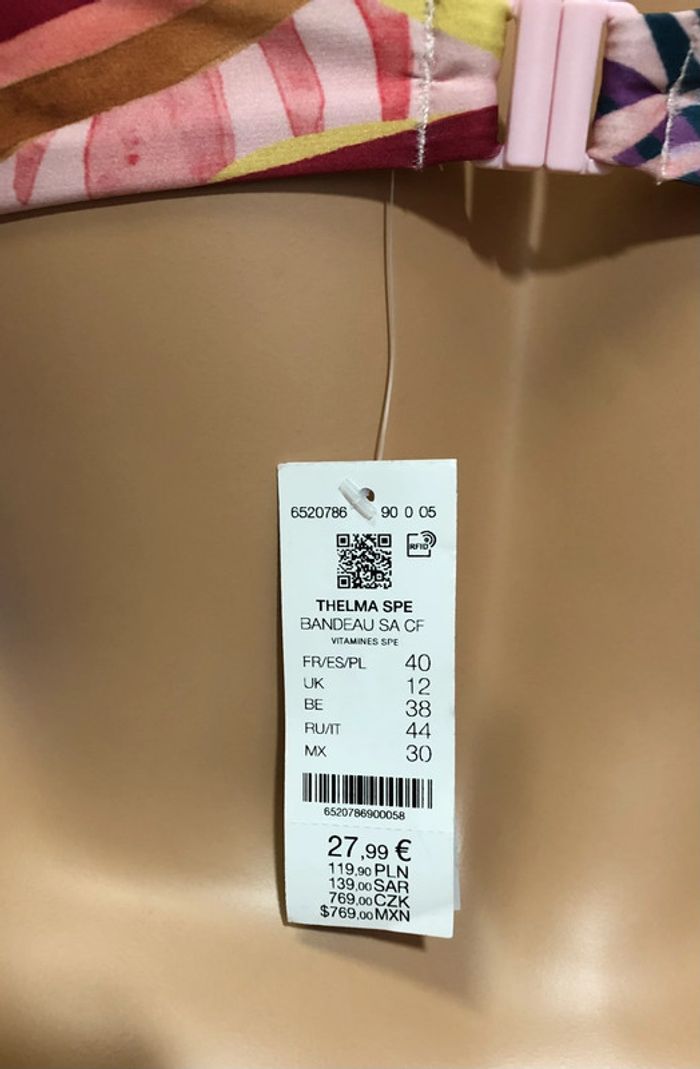 6520786 90 0 05
RFID
THELMA SPE
BANDEAU SA CF
VITAMINES SPE
FR/ES/PL 40
UK 12
BE 38
RU/IT 44
MX 30
6520786900058
27,99 €
119,90 PLN
139,00 SAR
769,00 CZK
$769,00 MXN